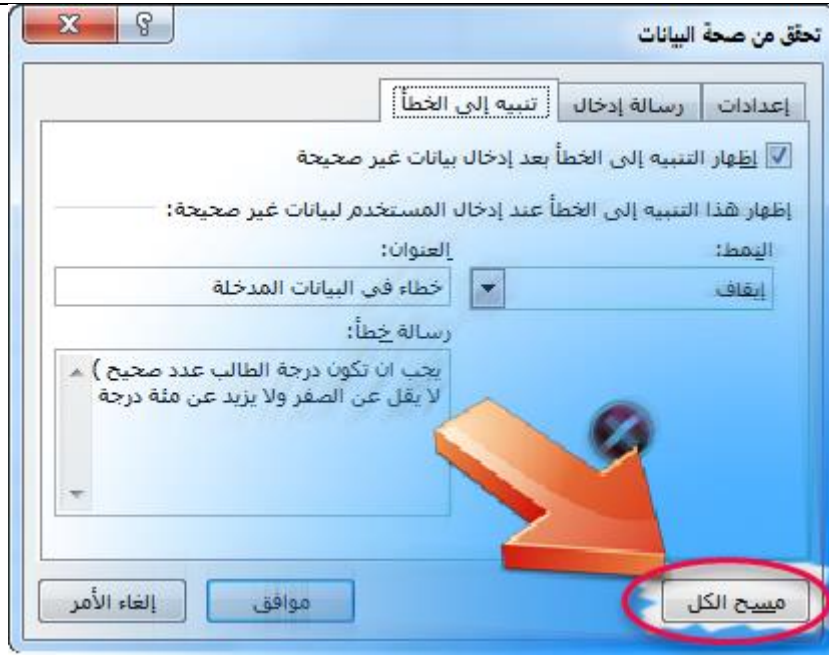 تحقق من صحة البيانات
إعدادات
رسالة إدخال
تنبيه إلى الخطأ
إظهار التنبيه إلى الخطأ بعد إدخال بيانات غير صحيحة
إظهار هذا التنبيه إلى الخطأ عند إدخال المستخدم لبيانات غير صحيحة:
النمط:
إيقاف
العنوان:
خطاء في البيانات المدخلة
رسالة خطأ:
يجب ان تكون درجة الطالب عدد صحيح )
لا يقل عن الصفر ولا يزيد عن مئة درجة
مسح الكل
موافق
إلغاء الأمر